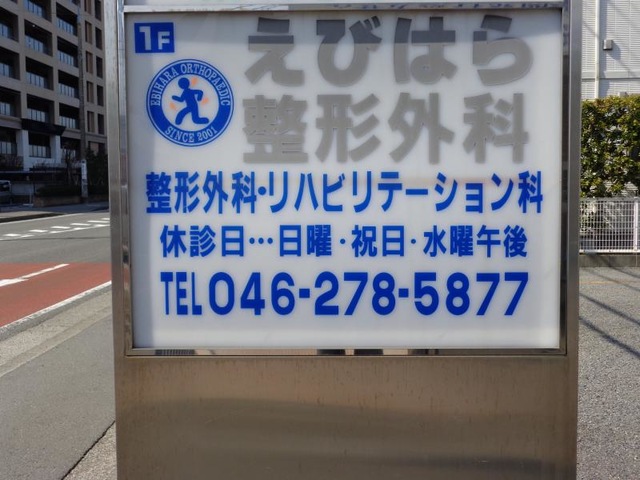 1F
えびはら
EBIHARA ORTHOPAEDIC
SINCE 2001
整形外科
整形外科・リハビリテーション科
休診日…日曜・祝日・水曜午後
TEL 046-278-5877